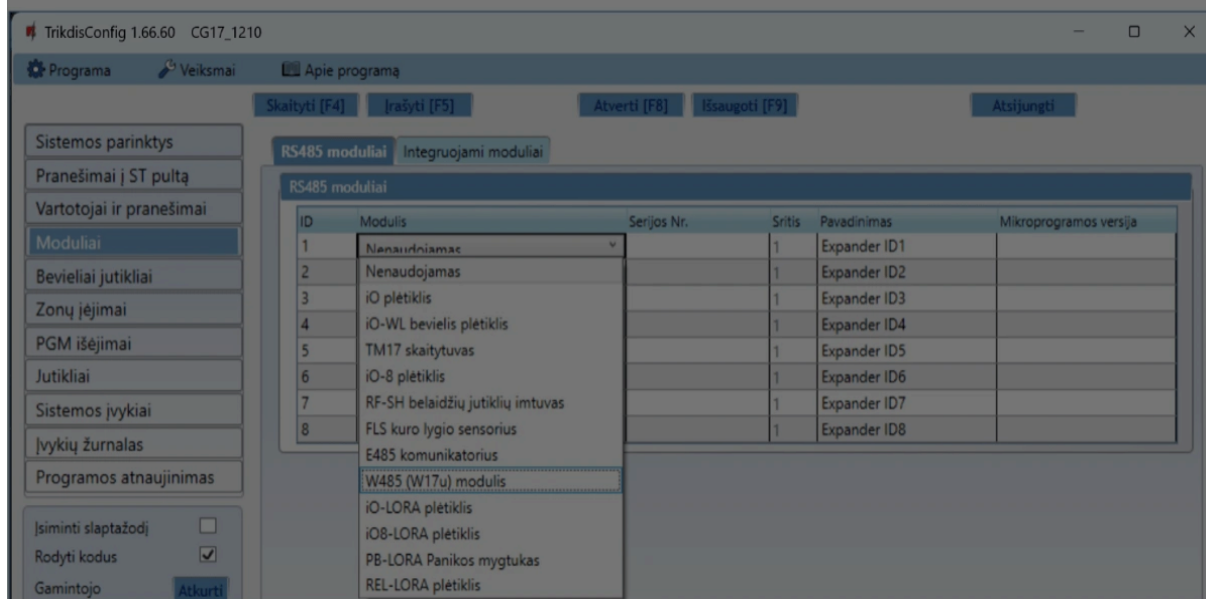 TrikdisConfig 1.66.60 CG17_1210
Programa Veiksmai Apie programą
Skaityti [F4] Įrašyti [F5] Atverti [F8] Išsaugoti [F9] Atsijungti
Sistemos parinktys
Pranešimai į ST pultą
Vartotojai ir pranešimai
Moduliai
Bevieliai jutikliai
Zonų įėjimai
PGM išėjimai
Jutikliai
Sistemos įvykiai
Įvykių žurnalas
Programos atnaujinimas
Įsiminti slaptažodį
Rodyti kodus
Gamintojo Atkurti
RS485 moduliai Integruojami moduliai
RS485 moduliai
ID Modulis Serijos Nr. Sritis Pavadinimas Mikroprogramos versija
1 Nenaudojamas 1 Expander ID1
2 1 Expander ID2
3 1 Expander ID3
4 1 Expander ID4
5 1 Expander ID5
6 1 Expander ID6
7 1 Expander ID7
8 1 Expander ID8
Nenaudojamas
iO plėtiklis
iO-WL bevielis plėtiklis
TM17 skaitytuvas
iO-8 plėtiklis
RF-SH belaidžių jutiklių imtuvas
FLS kuro lygio sensorius
E485 komunikatorius
W485 (W17u) modulis
iO-LORA plėtiklis
iO8-LORA plėtiklis
PB-LORA Panikos mygtukas
REL-LORA plėtiklis